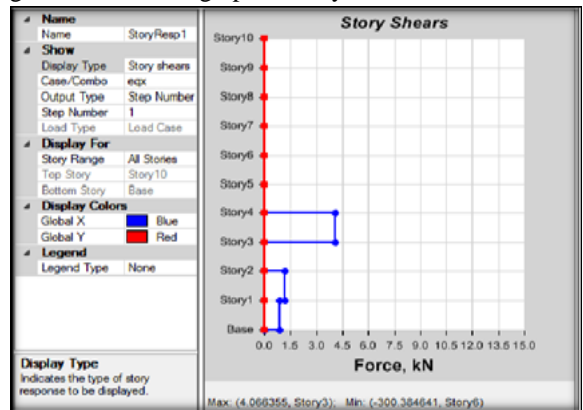 Name
Name StoryResp1
Show
Display Type Story shears
Case/Combo eqx
Output Type Step Number
Step Number 1
Load Type Load Case
Display For
Story Range All Stories
Top Story Story10
Bottom Story Base
Display Colors
Global X Blue
Global Y Red
Legend
Legend Type None
Display Type
Indicates the type of story
response to be displayed.
Story Shears
Story10
Story9
Story8
Story7
Story6
Story5
Story4
Story3
Story2
Story1
Base
0.0 1.5 3.0 4.5 6.0 7.5 9.0 10.5 12.0 13.5 15.0
Force, kN
Max: (4.066355, Story3); Min: (-300.384641, Story6)